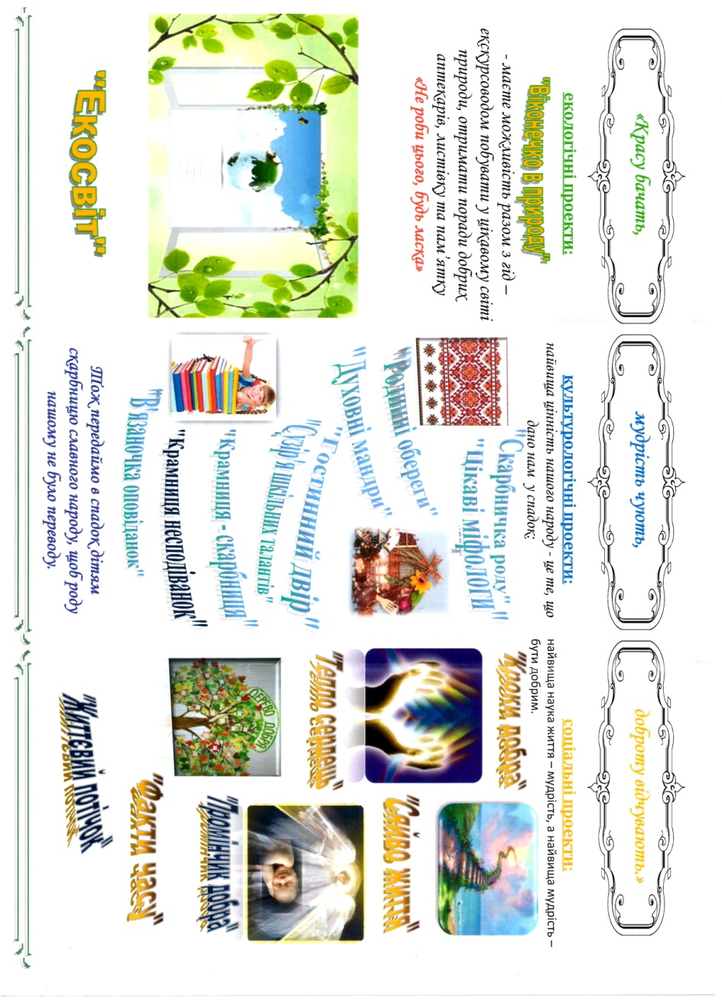 «Красу бачать,
екологічні проекти:
"Віконечко в природу"
- маєте можливість разом з гід –
екскурсоводом побувати у цікавому світі
природи, отримати поради добрих
аптекарів, листівку та пам'ятку
«Не роби цього, будь ласка»
"Екосвіт"
мудрість чують,
культурологічні проекти:
найвища цінність нашого народу - це те, що
дано нам у спадок:
"Скарбничка роду"
"Цікаві міфологи"
"Родинні обереги"
"Духовні мандри"
"Гостинний двір"
"Сузір'я шкільних талантів"
"Крамниця - скарбниця"
"Крамниця несподіванок"
"В'язаночка оповіданок"
Тож передаймо в спадок дітям
скарбницю славного народу, щоб роду
нашому не було переводу.
доброту відчувають.»
соціальні проекти:
найвища наука життя – мудрість, а найвища мудрість –
бути добрим.
"Кроки добра"
"Сяйво життя"
"Тепло сердець"
"Промінчик добра"
ДЕРЕВО ДОБРА
"Факти часу"
"Життєвий потічок"